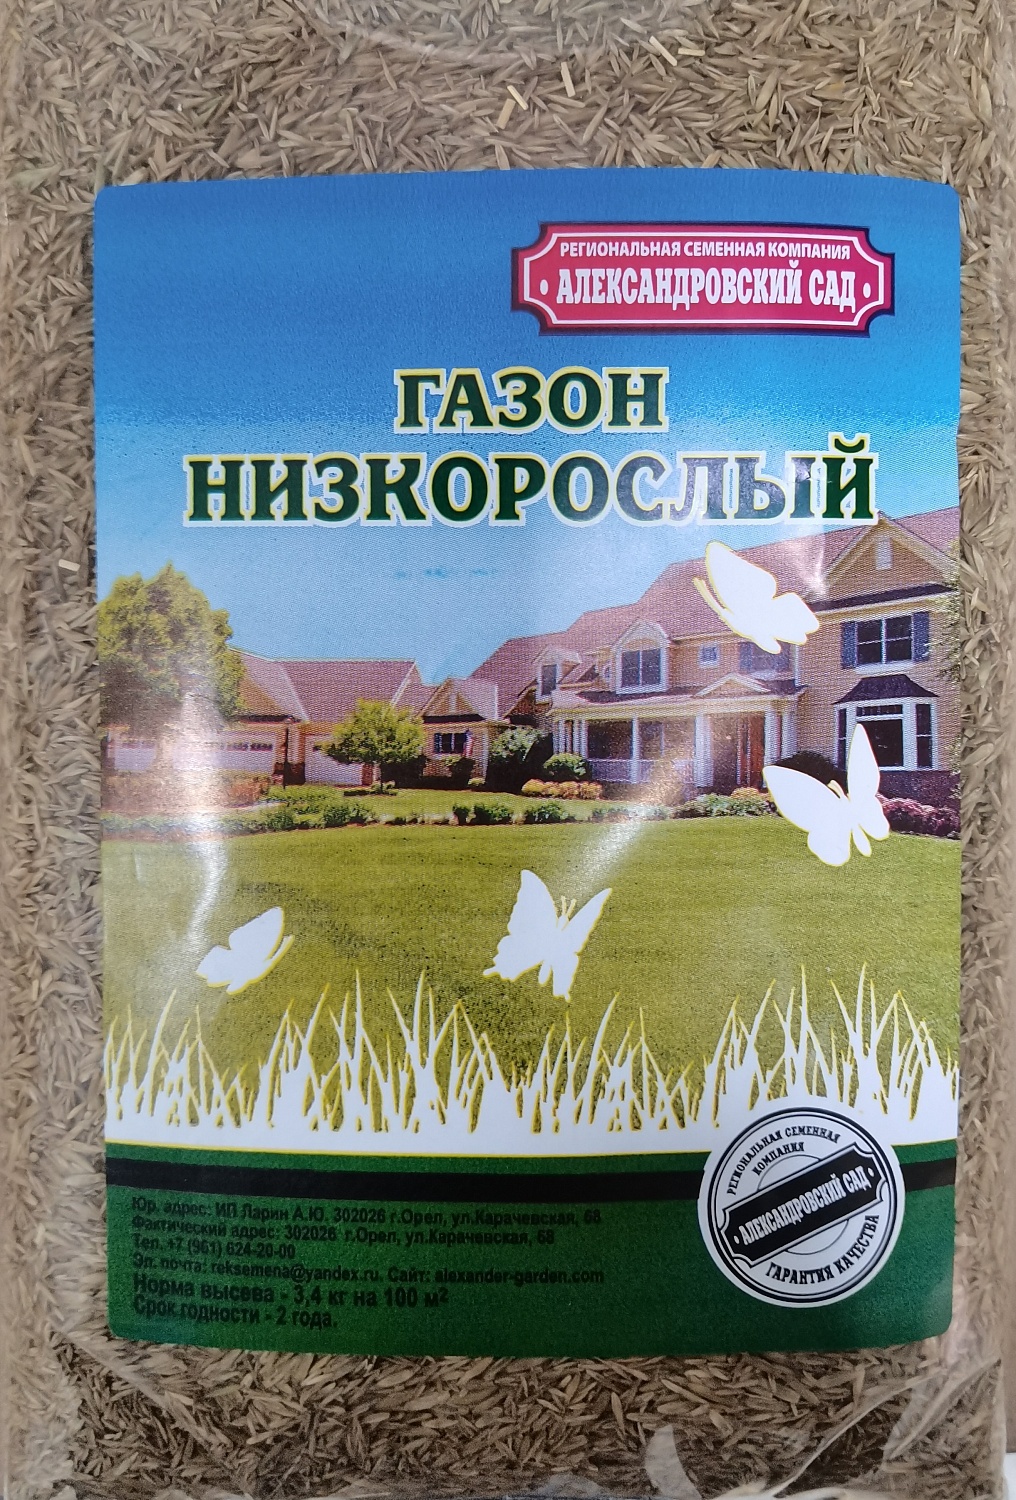 РЕГИОНАЛЬНАЯ СЕМЕННАЯ КОМПАНИЯ
• АЛЕКСАНДРОВСКИЙ САД •
ГАЗОН
НИЗКОРОСЛЫЙ
РЕГИОНАЛЬНАЯ СЕМЕННАЯ
КОМПАНИЯ
• АЛЕКСАНДРОВСКИЙ САД •
ГАРАНТИЯ КАЧЕСТВА
Юр. адрес: ИП Ларин А.Ю. 302026 г.Орел, ул.Карачевская, 68
Фактический адрес: 302026 г.Орел, ул.Карачевская, 68
Тел. +7 (961) 624-20-00
Эл. почта: reksemena@yandex.ru. Сайт: alexander-garden.com
Норма высева - 3,4 кг на 100 м²
Срок годности - 2 года.